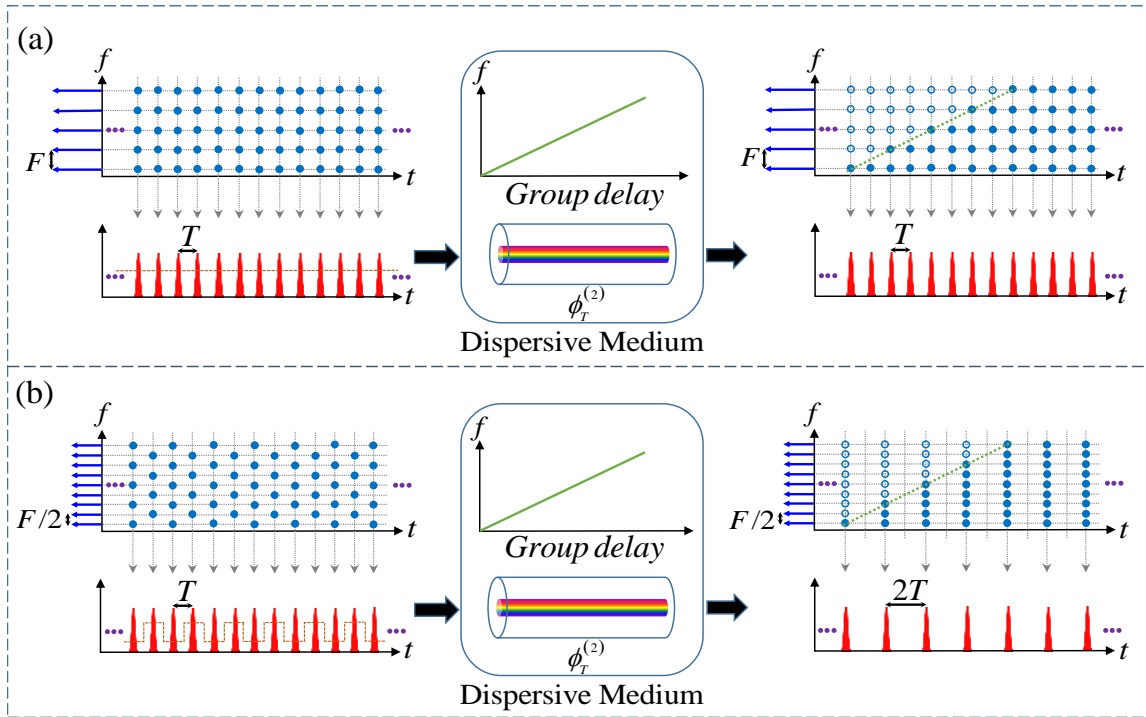 (a)
f
F
t
T
t
f
Group delay
ϕ_T^(2)
Dispersive Medium
f
F
t
T
t
(b)
f
F/2
t
T
t
f
Group delay
ϕ_T^(2)
Dispersive Medium
f
F/2
t
2T
t